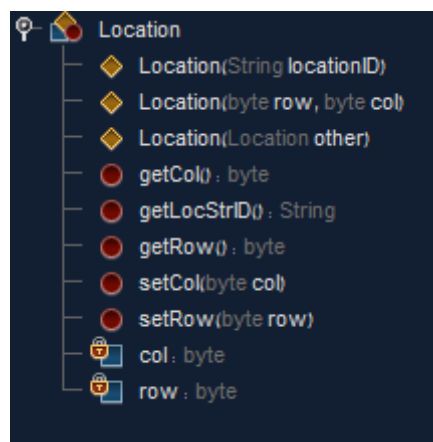 Location
Location(String locationID)
Location(byte row, byte col)
Location(Location other)
getCol() : byte
getLocStrID() : String
getRow() : byte
setCol(byte col)
setRow(byte row)
col : byte
row : byte